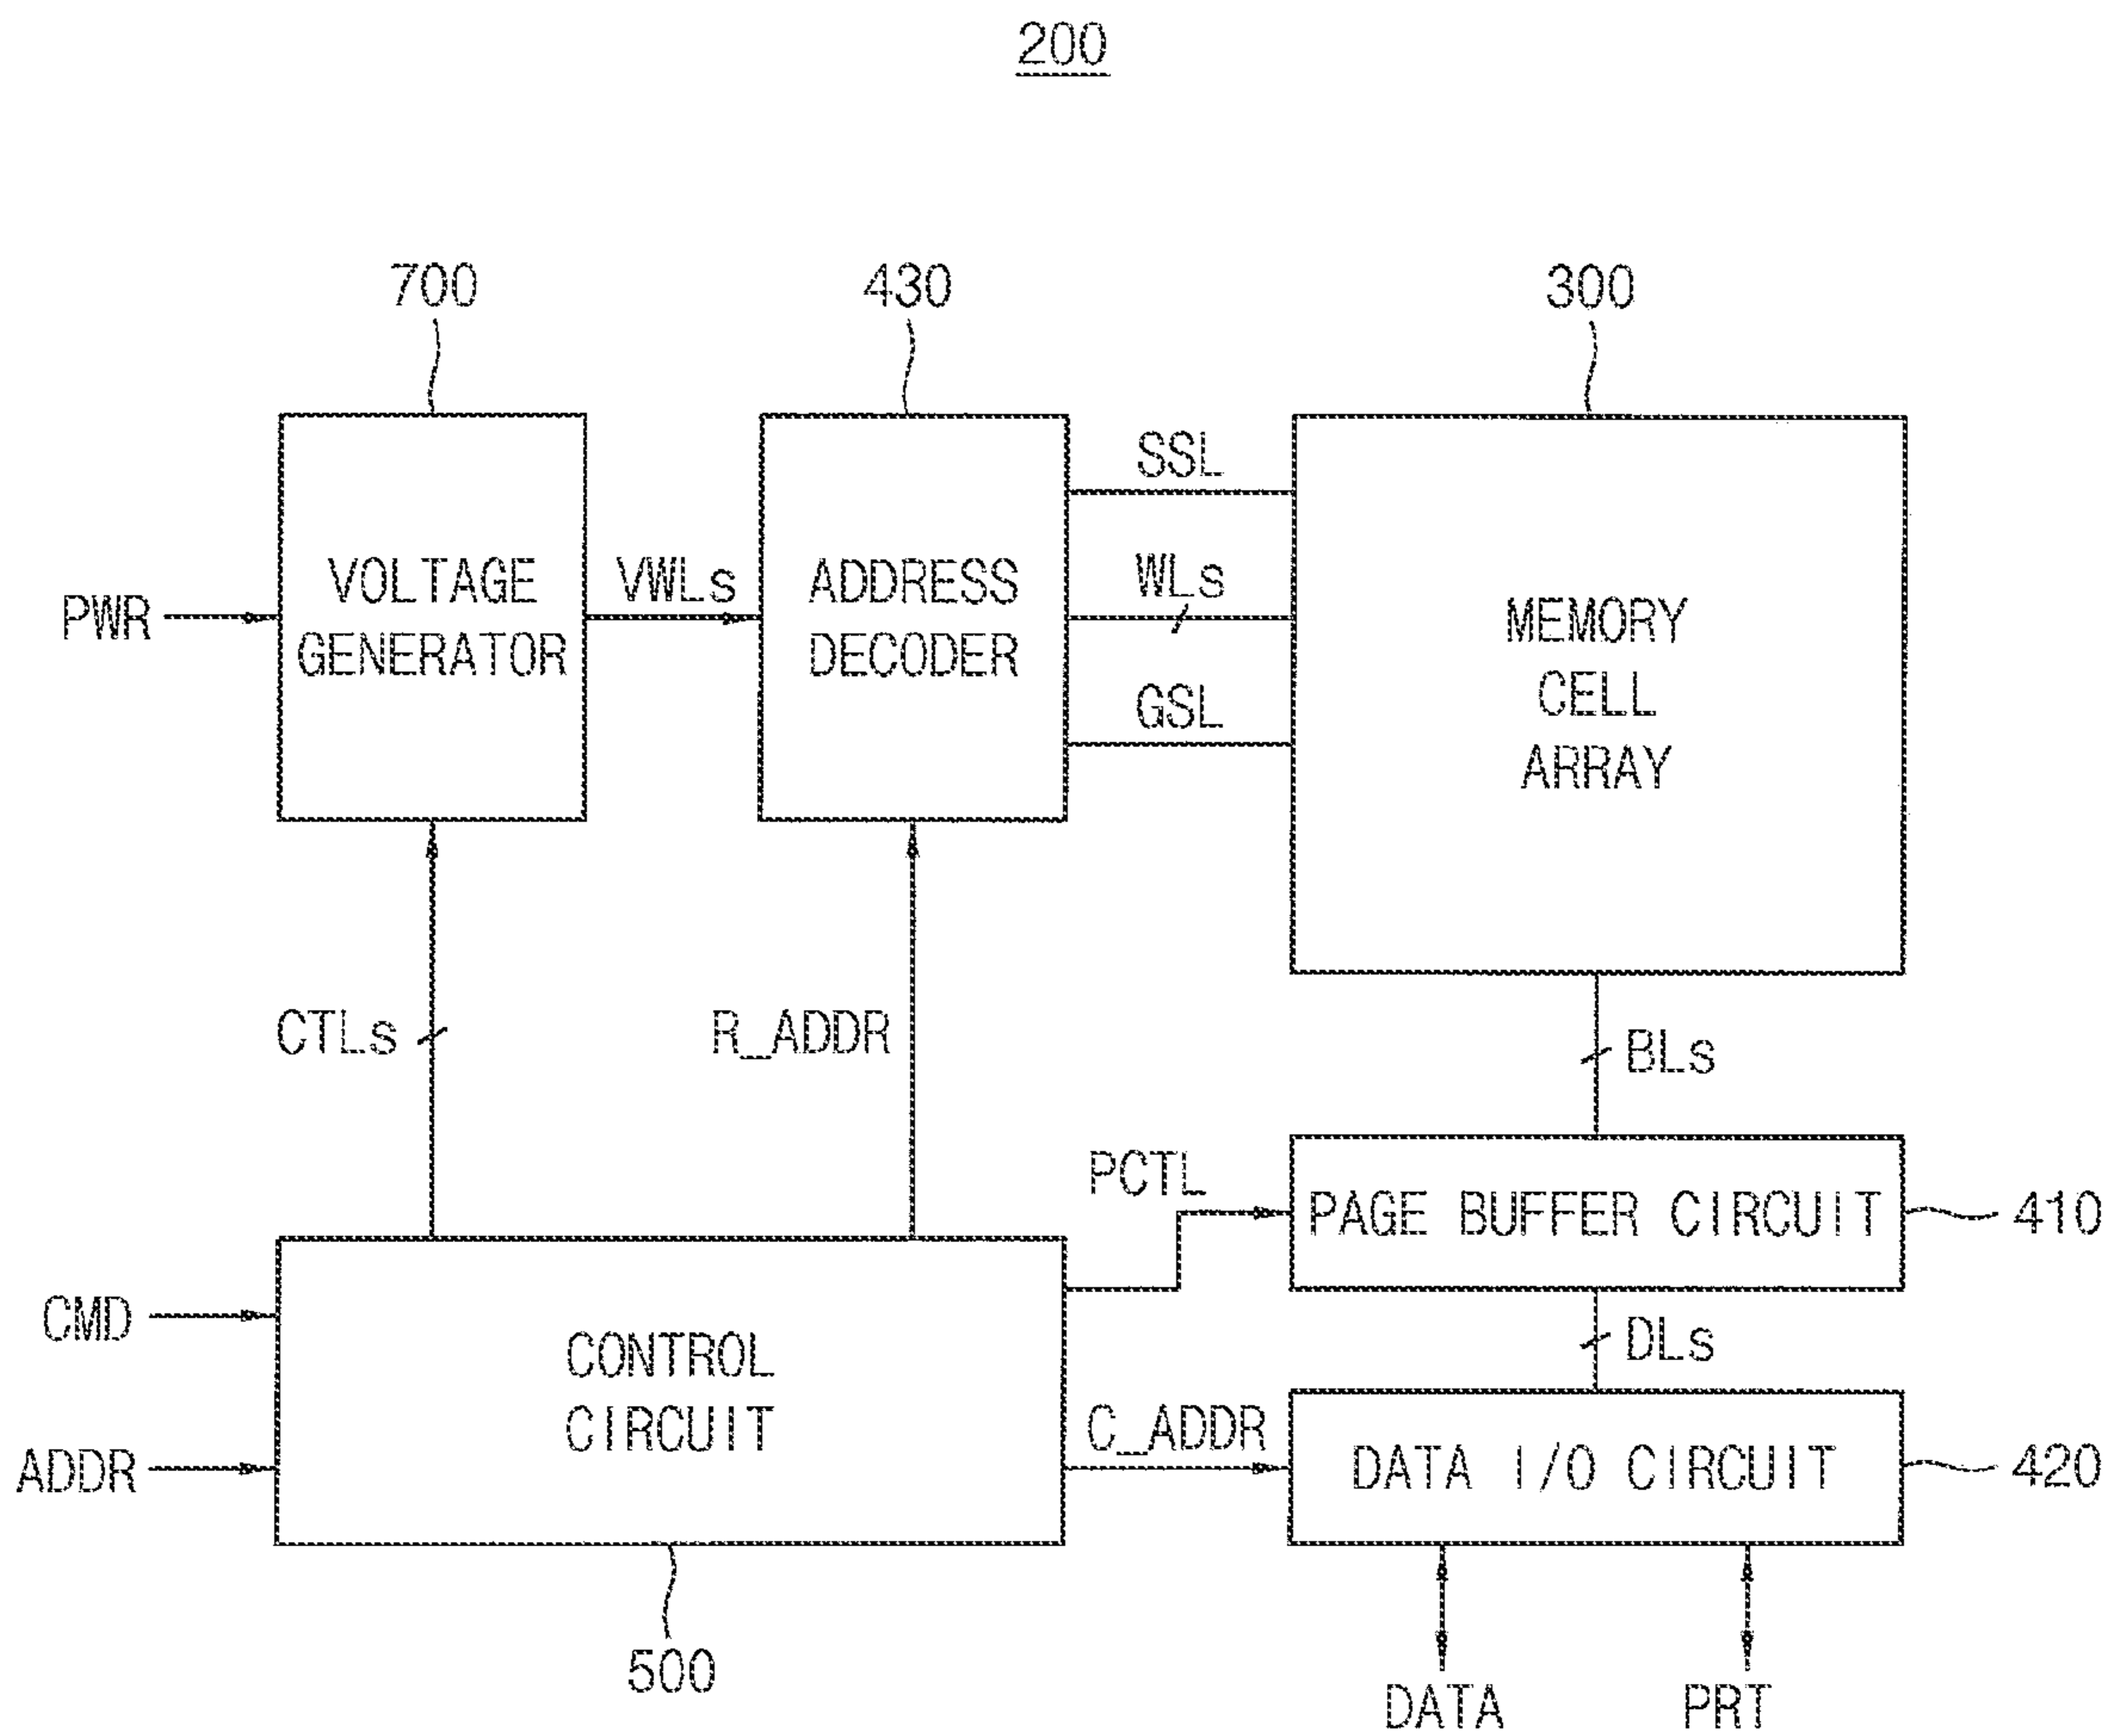 200
700
430
300
SSL
VOLTAGE
GENERATOR
VWLs
ADDRESS
DECODER
WLs
PWR
MEMORY
CELL
ARRAY
GSL
CTLs
R_ADDR
BLs
PCTL
PAGE BUFFER CIRCUIT
410
CMD
CONTROL
CIRCUIT
DLs
C_ADDR
ADDR
DATA I/O CIRCUIT
420
500
DATA
PRT